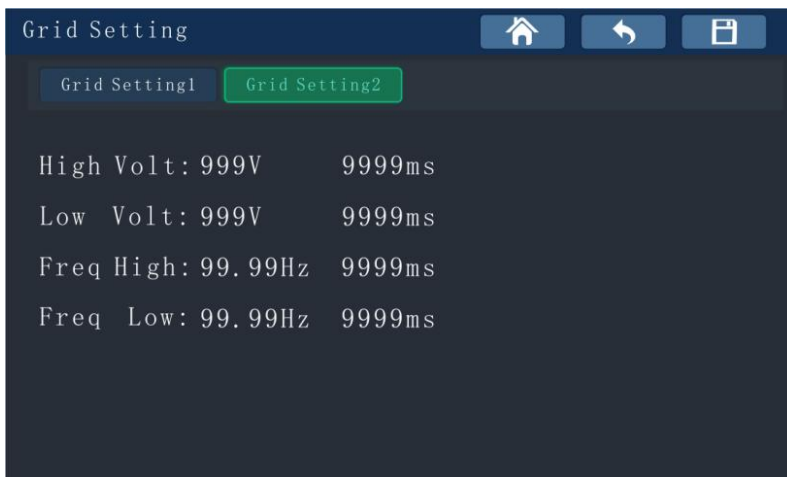 Grid Setting
Grid Setting1 Grid Setting2
High Volt: 999V 9999ms
Low Volt: 999V 9999ms
Freq High: 99.99Hz 9999ms
Freq Low: 99.99Hz 9999ms